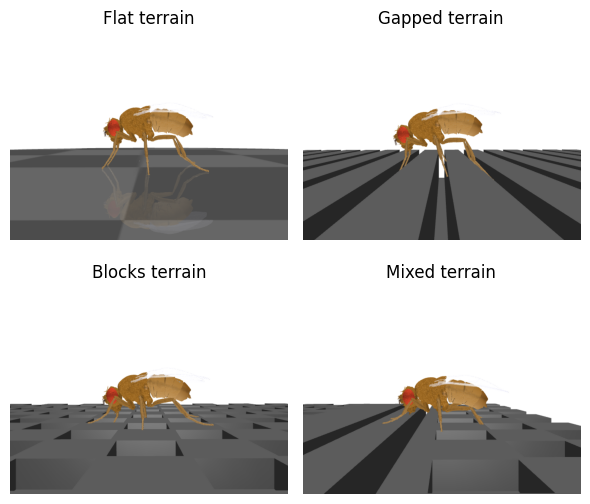 Flat terrain
Gapped terrain
Blocks terrain
Mixed terrain